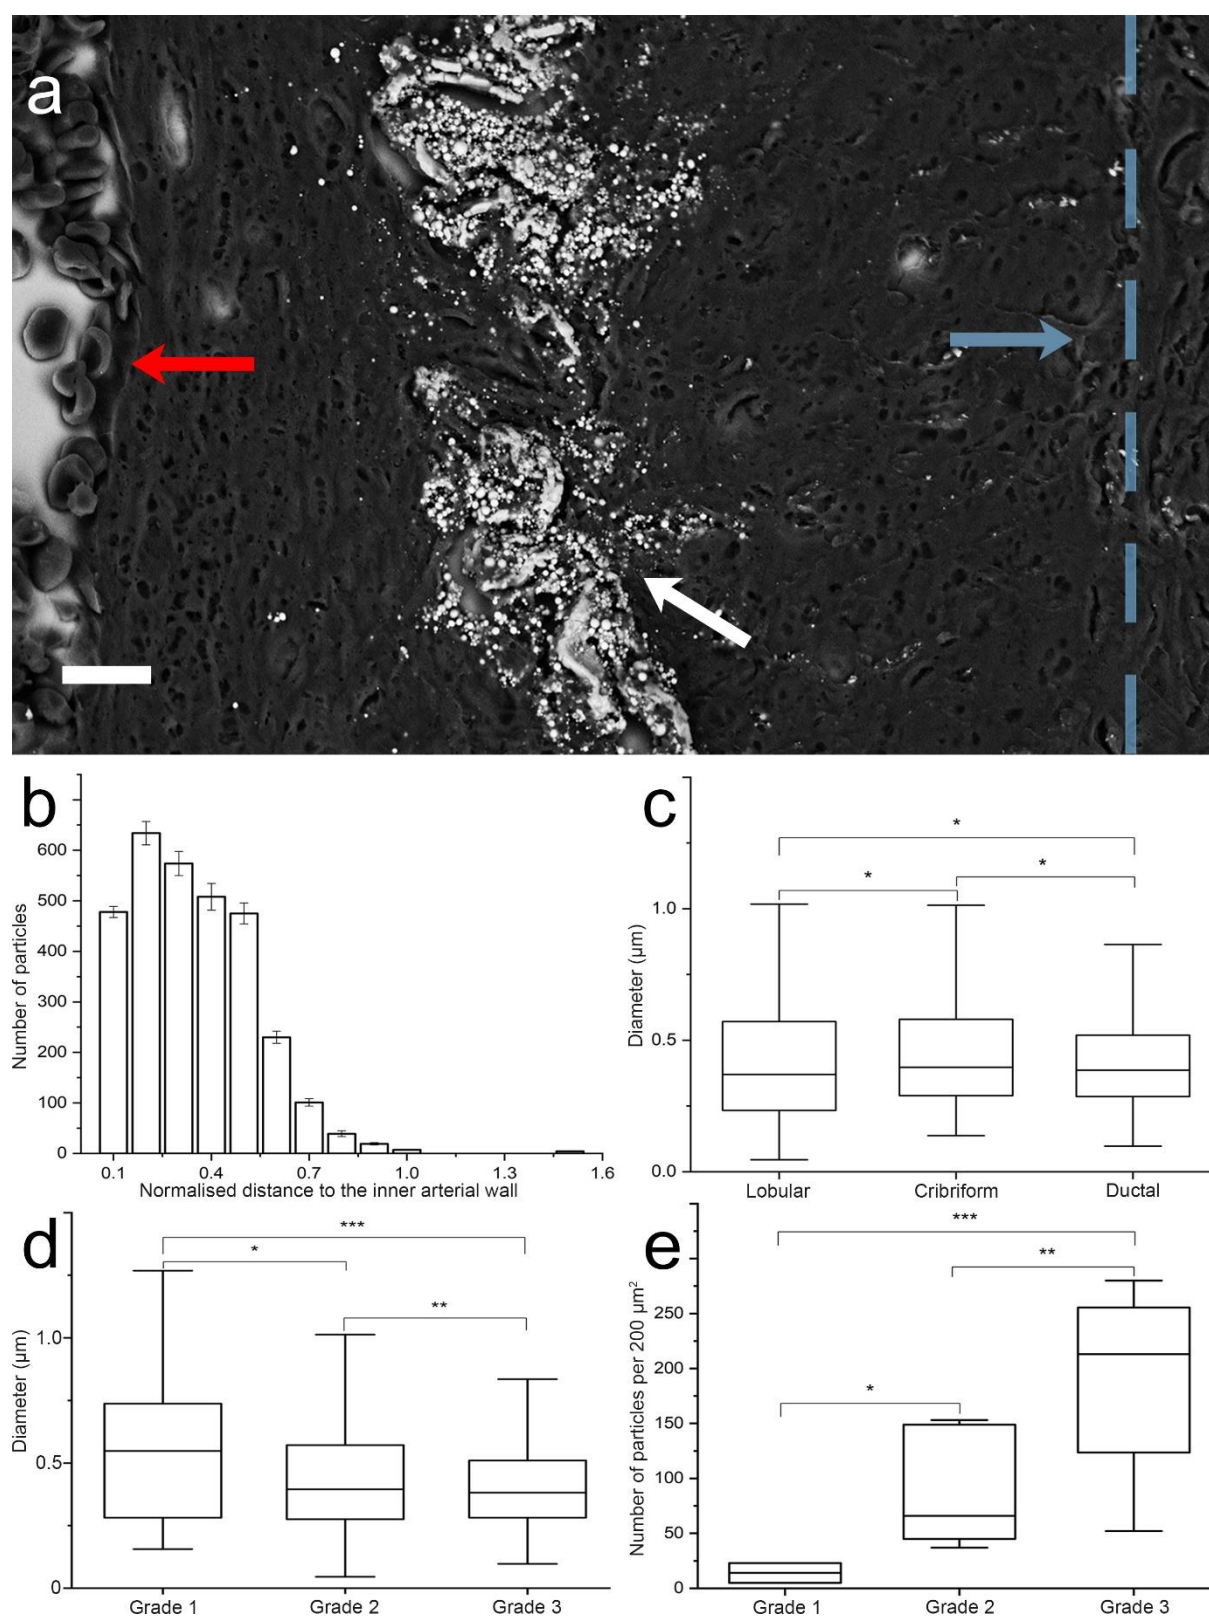 a
b
600
500
400
300
200
100
0
Number of particles
0.1 0.4 0.7 1.0 1.3 1.6
Normalised distance to the inner arterial wall
c
*
* *
1.0
0.5
0.0
Diameter (µm)
Lobular Cribriform Ductal
d
***
*
**
1.0
0.5
0
Diameter (µm)
Grade 1 Grade 2 Grade 3
e
***
**
*
250
200
150
100
50
0
Number of particles per 200 µm²
Grade 1 Grade 2 Grade 3